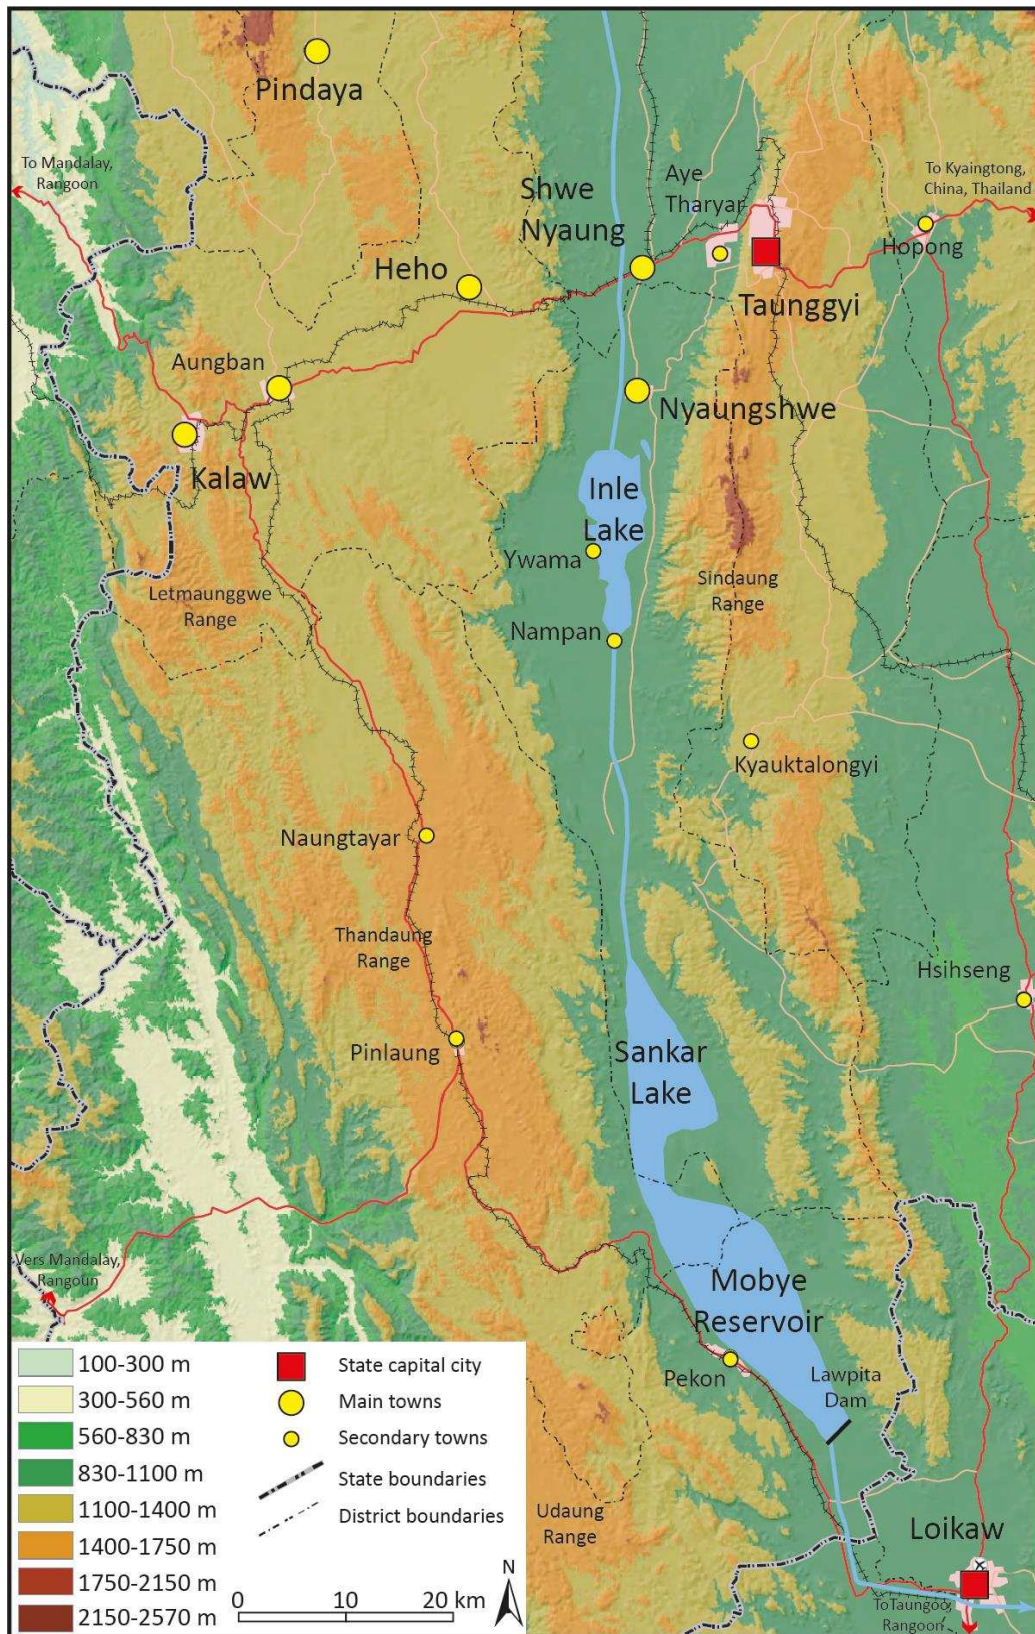 Pindaya
To Mandalay,
Rangoon
Shwe
Nyaung
Aye
Tharyar
To Kyaingtong,
China, Thailand
Hopong
Heho
Taunggyi
Aungban
Nyaungshwe
Kalaw
Inle
Lake
Ywama
Letmaunggwe
Range
Sindaung
Range
Nampan
Kyauktalongyi
Naungtayar
Thandaung
Range
Hsihseng
Pinlaung
Sankar
Lake
Vers Mandalay,
Rangoun
Mobye
Reservoir
Pekon
Lawpita
Dam
Udaung
Range
Loikaw
ToTaungoo,
Rangoon
100-300 m
300-560 m
560-830 m
830-1100 m
1100-1400 m
1400-1750 m
1750-2150 m
2150-2570 m
State capital city
Main towns
Secondary towns
State boundaries
District boundaries
N
0 10 20 km